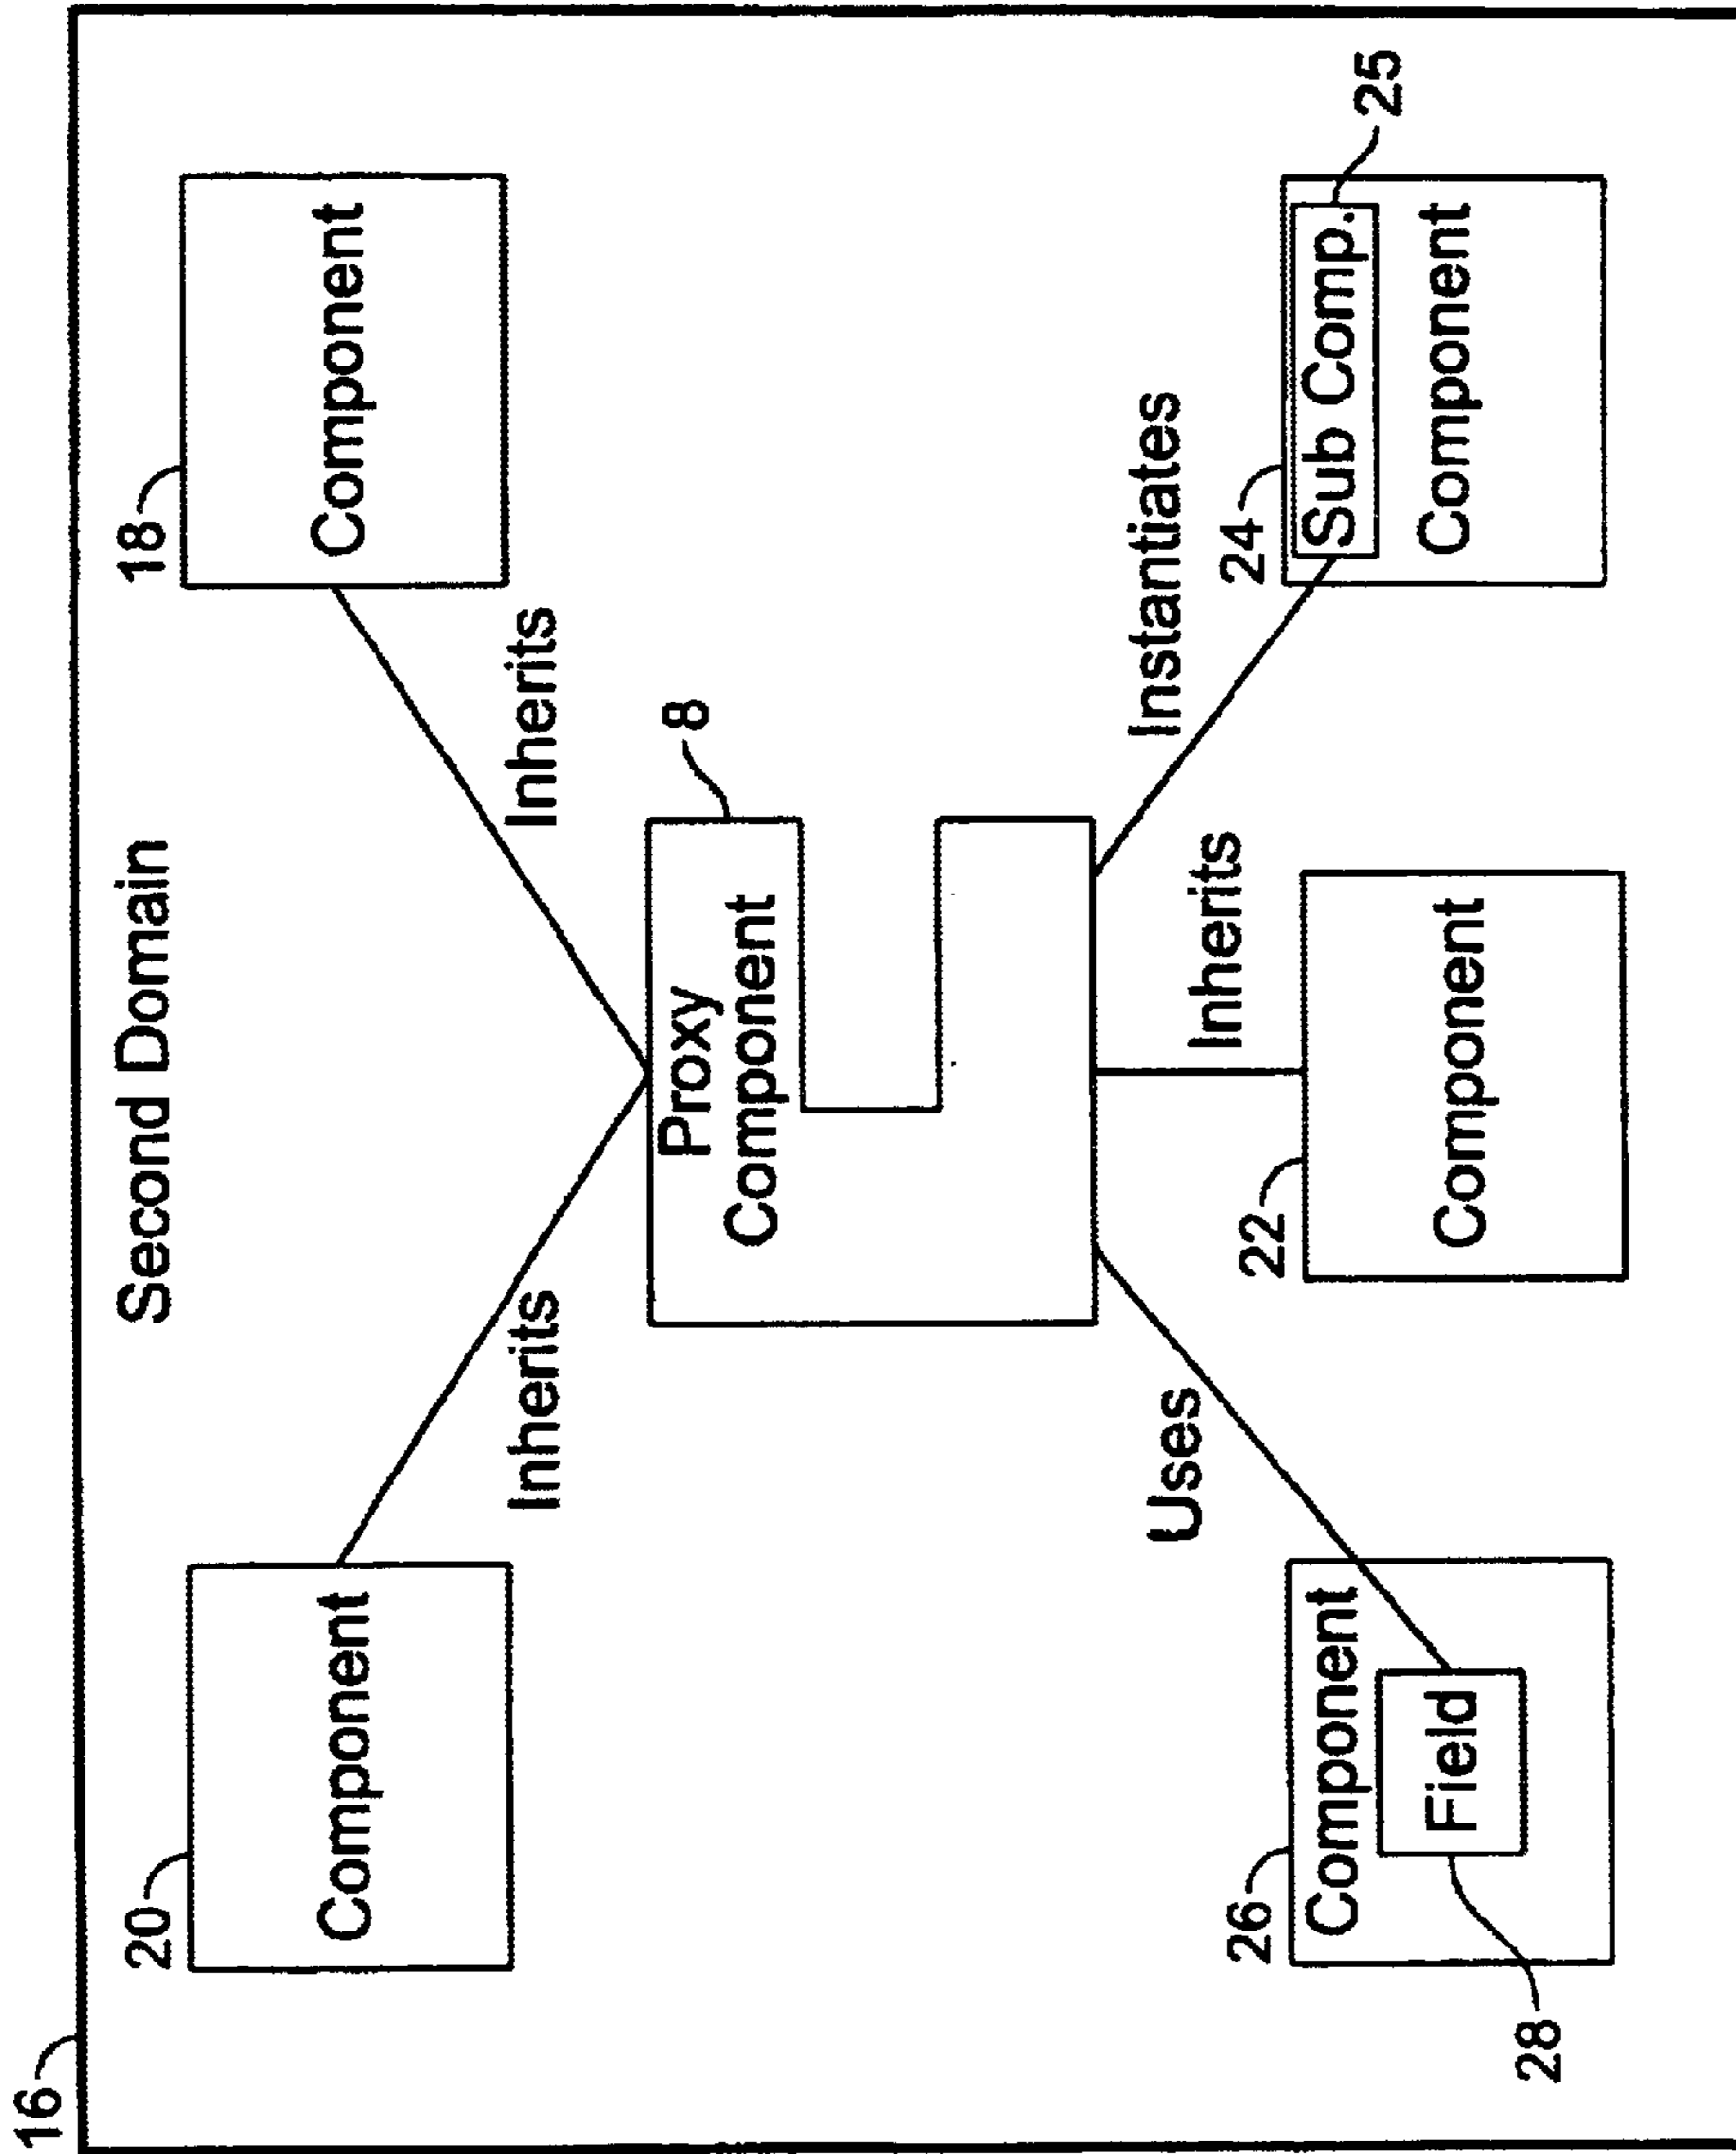 16
Second Domain
20
18
Component
Component
Inherits
Inherits
8
Proxy
Component
Uses
Inherits
Instantiates
26
22
24
Component
Sub Comp.
25
Field
Component
Component
28